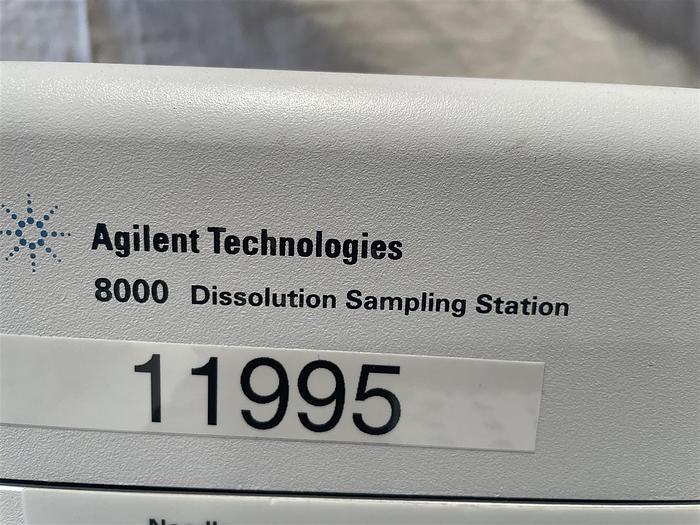 Agilent Technologies
8000 Dissolution Sampling Station
11995